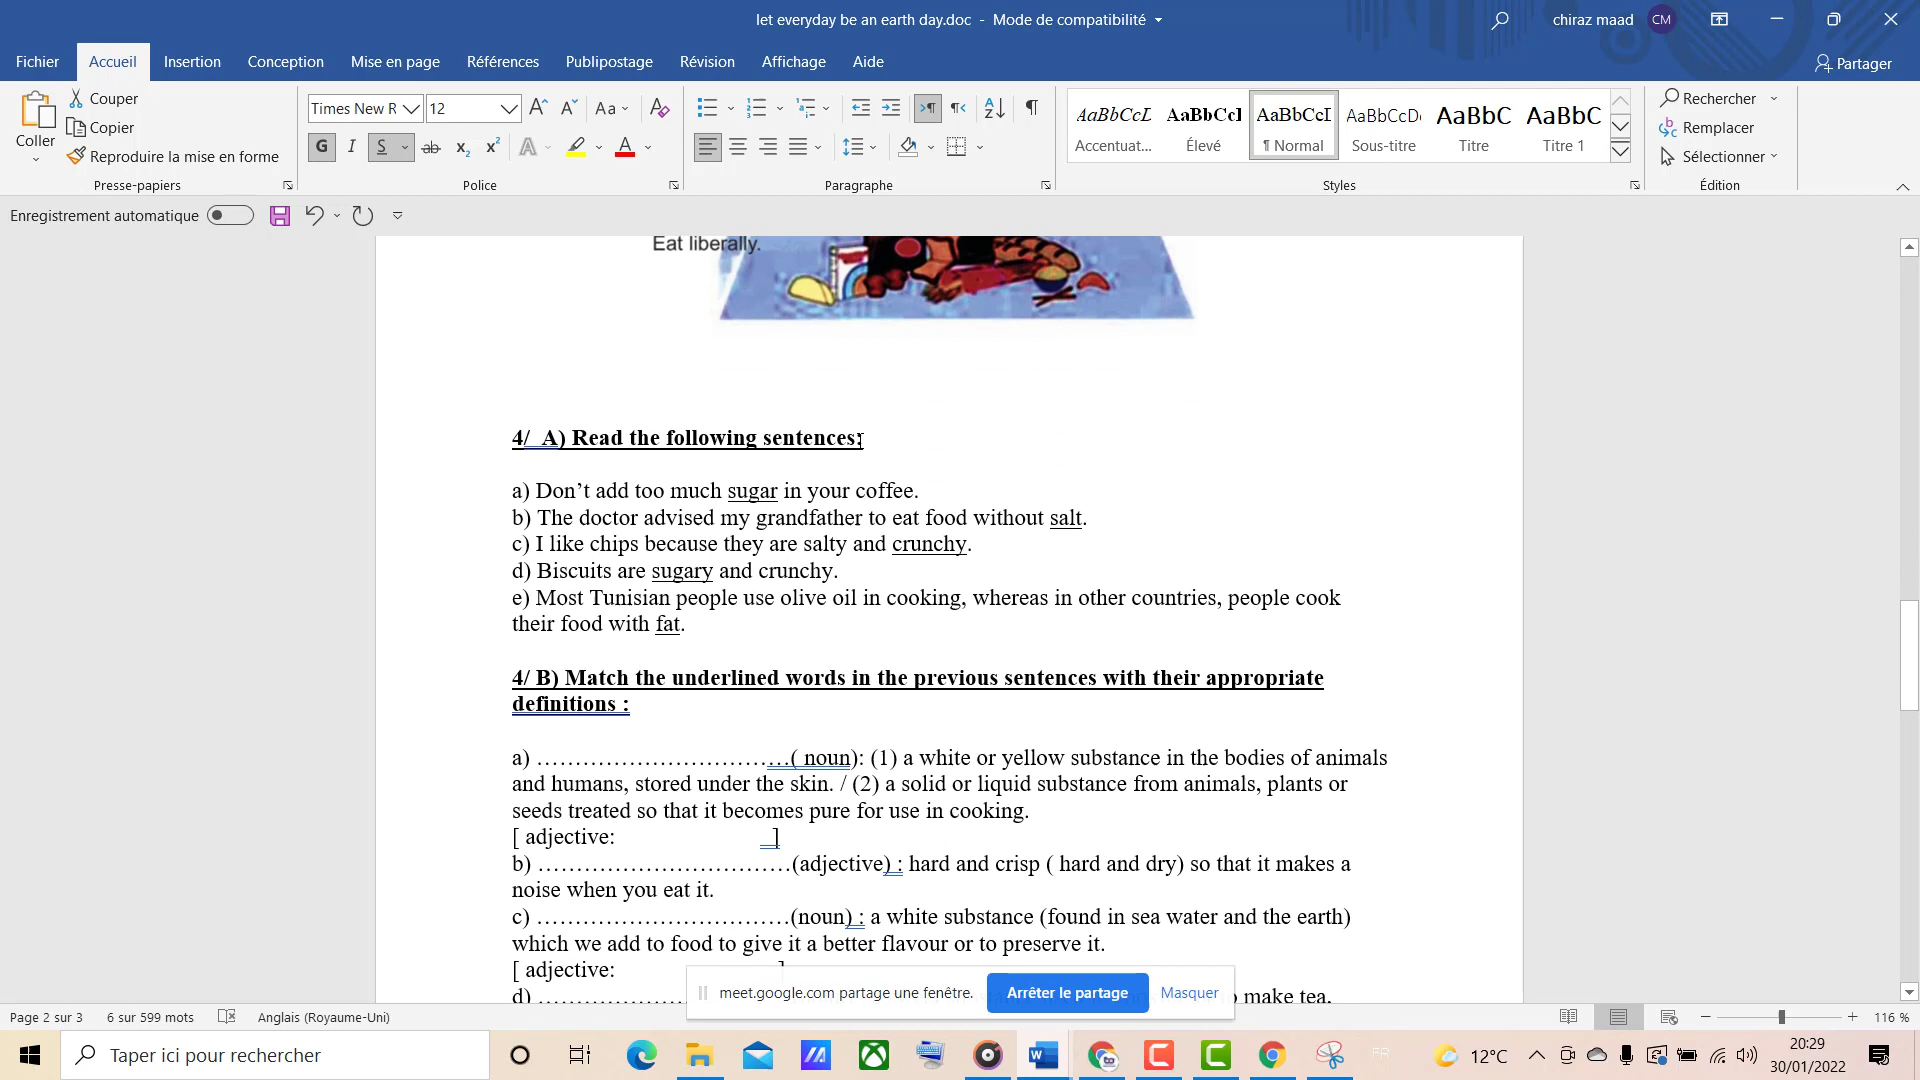 let everyday be an earth day.doc - Mode de compatibilité
chiraz maad CM
Fichier Accueil Insertion Conception Mise en page Références Publipostage Révision Affichage Aide Partager
Coller
Couper
Copier
Reproduire la mise en forme
Presse-papiers
Times New R 12
Police
Paragraphe
AaBbCcL AaBbCcI AaBbCcI AaBbCcDc AaBbC AaBbC
Accentuat... Élevé ¶ Normal Sous-titre Titre Titre 1
Styles
Rechercher
Remplacer
Sélectionner
Édition
Enregistrement automatique
Eat liberally.
4/ A) Read the following sentences:
a) Don’t add too much sugar in your coffee.
b) The doctor advised my grandfather to eat food without salt.
c) I like chips because they are salty and crunchy.
d) Biscuits are sugary and crunchy.
e) Most Tunisian people use olive oil in cooking, whereas in other countries, people cook
their food with fat.
4/ B) Match the underlined words in the previous sentences with their appropriate
definitions :
a) ……………………………( noun): (1) a white or yellow substance in the bodies of animals
and humans, stored under the skin. / (2) a solid or liquid substance from animals, plants or
seeds treated so that it becomes pure for use in cooking.
[ adjective: ]
b) ……………………………(adjective) : hard and crisp ( hard and dry) so that it makes a
noise when you eat it.
c) ……………………………(noun) : a white substance (found in sea water and the earth)
which we add to food to give it a better flavour or to preserve it.
[ adjective: ]
d) ………………… to make tea,
meet.google.com partage une fenêtre. Arrêter le partage Masquer
Page 2 sur 3 6 sur 599 mots Anglais (Royaume-Uni) 116 %
Taper ici pour rechercher
FR
12°C
20:29
30/01/2022